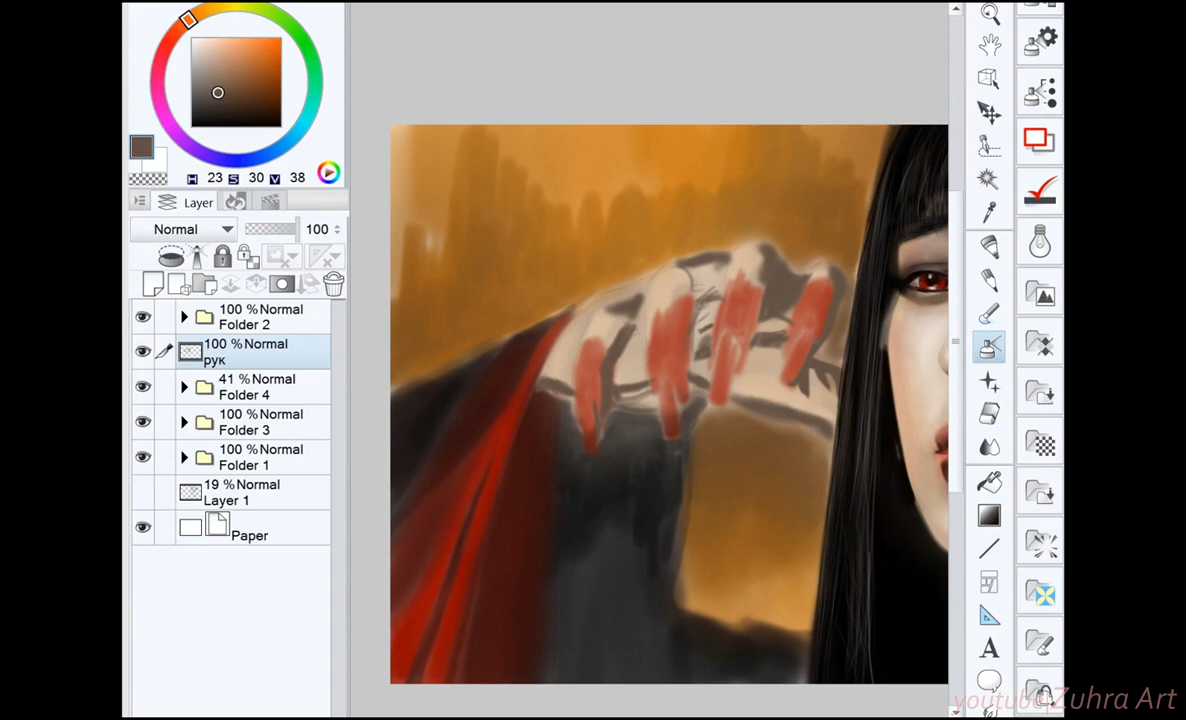 H 23 S 30 V 38
Layer
Normal 100
100 %Normal
Folder 2
100 %Normal
рук
41 %Normal
Folder 4
100 %Normal
Folder 3
100 %Normal
Folder 1
19 %Normal
Layer 1
Paper
A
youtube Zuhra Art